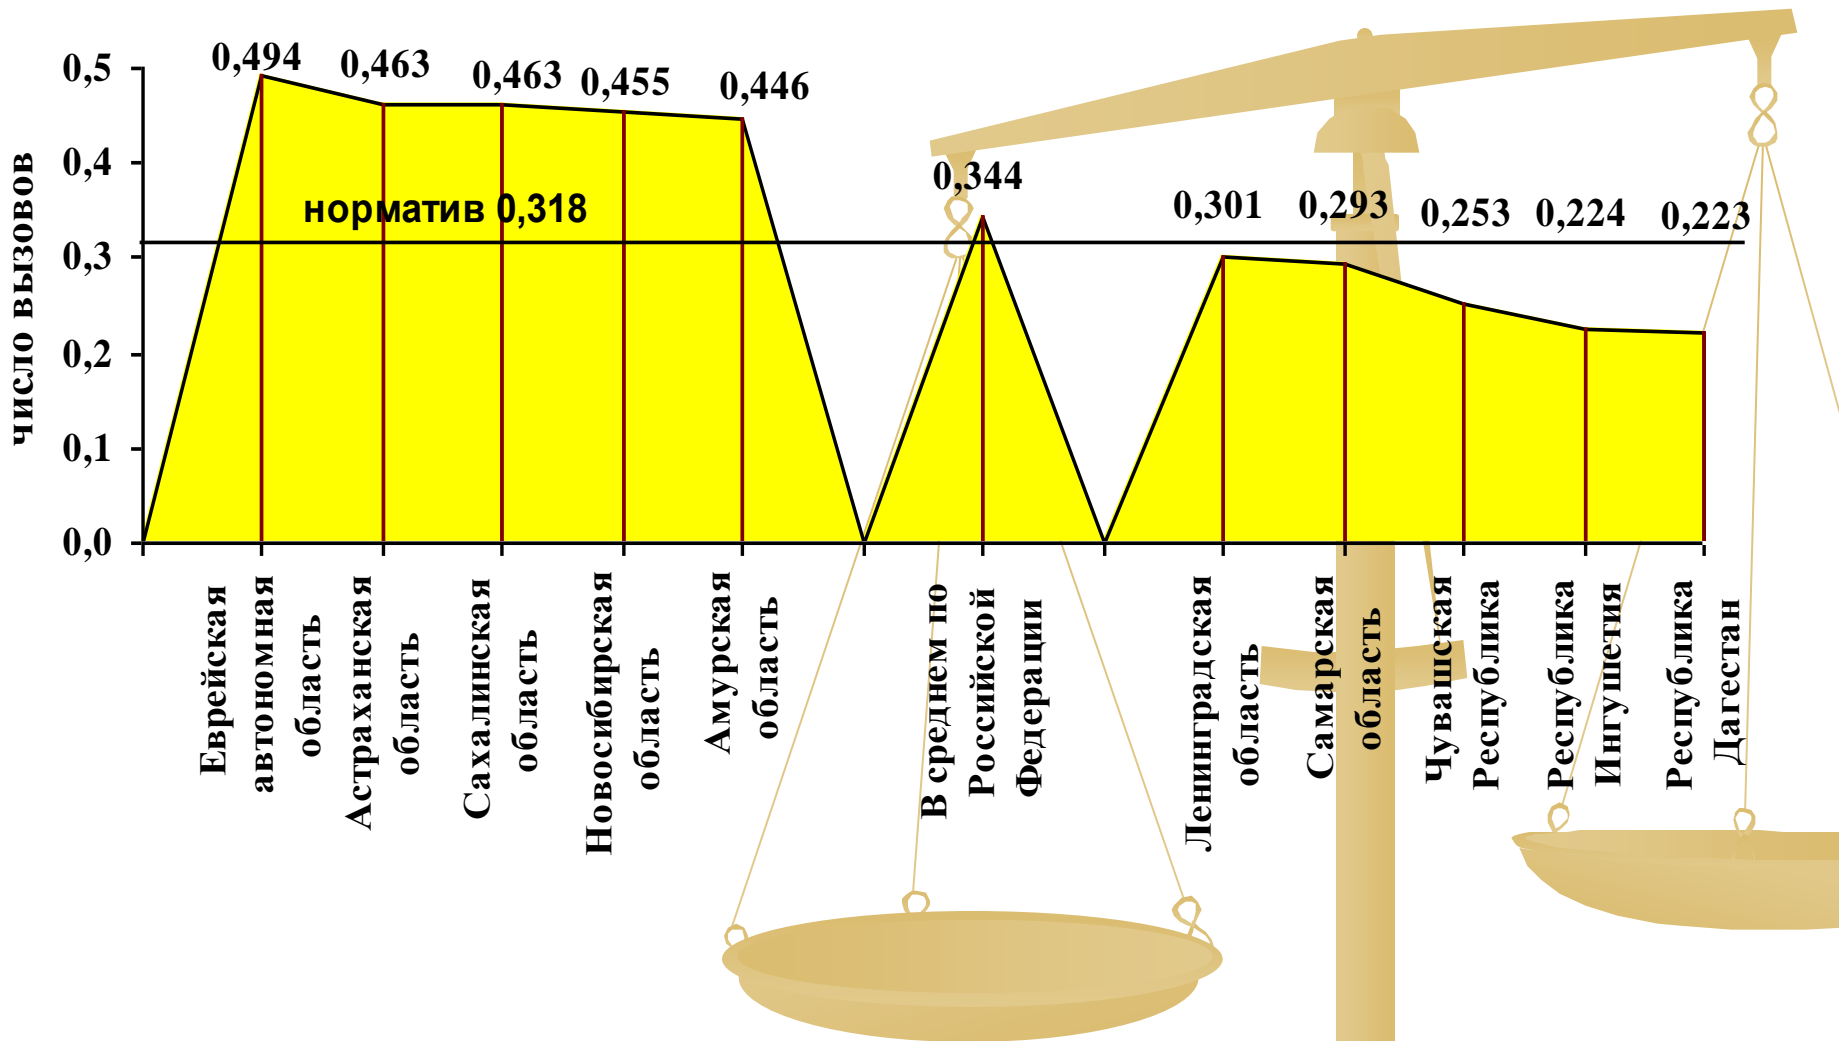 число вызовов
0,5
0,4
0,3
0,2
0,1
0,0
0,494
0,463
0,463
0,455
0,446
0,344
0,301
0,293
0,253
0,224
0,223
норматив 0,318
Еврейская
автономная
область
Астраханская
область
Сахалинская
область
Новосибирская
область
Амурская
область
В среднем по
Российской
Федерации
Ленинградская
область
Самарская
область
Чувашская
Республика
Республика
Ингушетия
Республика
Дагестан